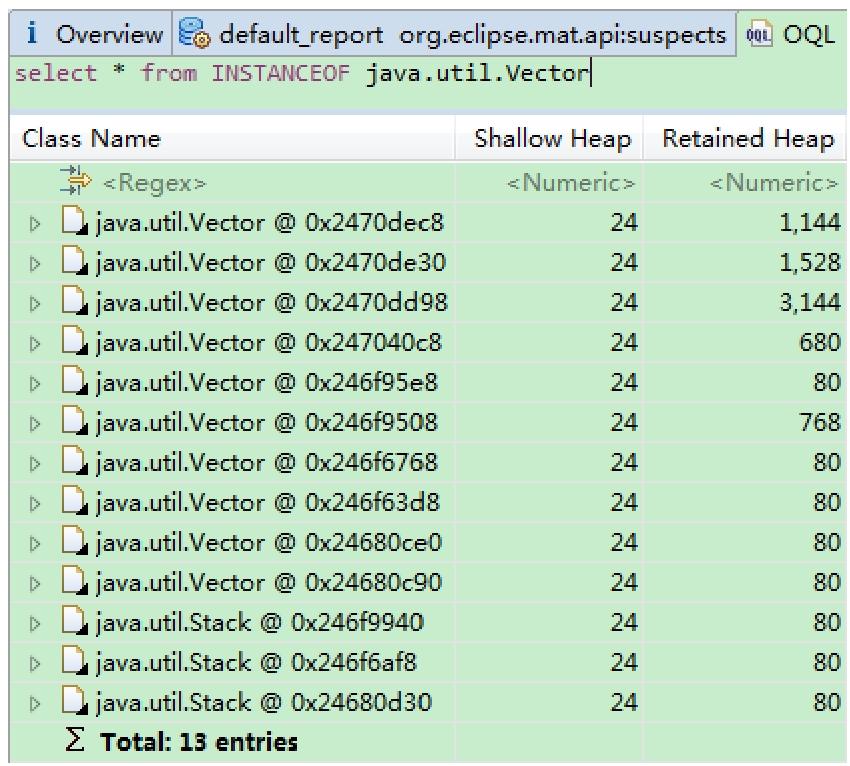 i Overview default_report org.eclipse.mat.api:suspects OQL OQL
select * from INSTANCEOF java.util.Vector
Class Name Shallow Heap Retained Heap
<Regex> <Numeric> <Numeric>
java.util.Vector @ 0x2470dec8 24 1,144
java.util.Vector @ 0x2470de30 24 1,528
java.util.Vector @ 0x2470dd98 24 3,144
java.util.Vector @ 0x247040c8 24 680
java.util.Vector @ 0x246f95e8 24 80
java.util.Vector @ 0x246f9508 24 768
java.util.Vector @ 0x246f6768 24 80
java.util.Vector @ 0x246f63d8 24 80
java.util.Vector @ 0x24680ce0 24 80
java.util.Vector @ 0x24680c90 24 80
java.util.Stack @ 0x246f9940 24 80
java.util.Stack @ 0x246f6af8 24 80
java.util.Stack @ 0x24680d30 24 80
Σ Total: 13 entries